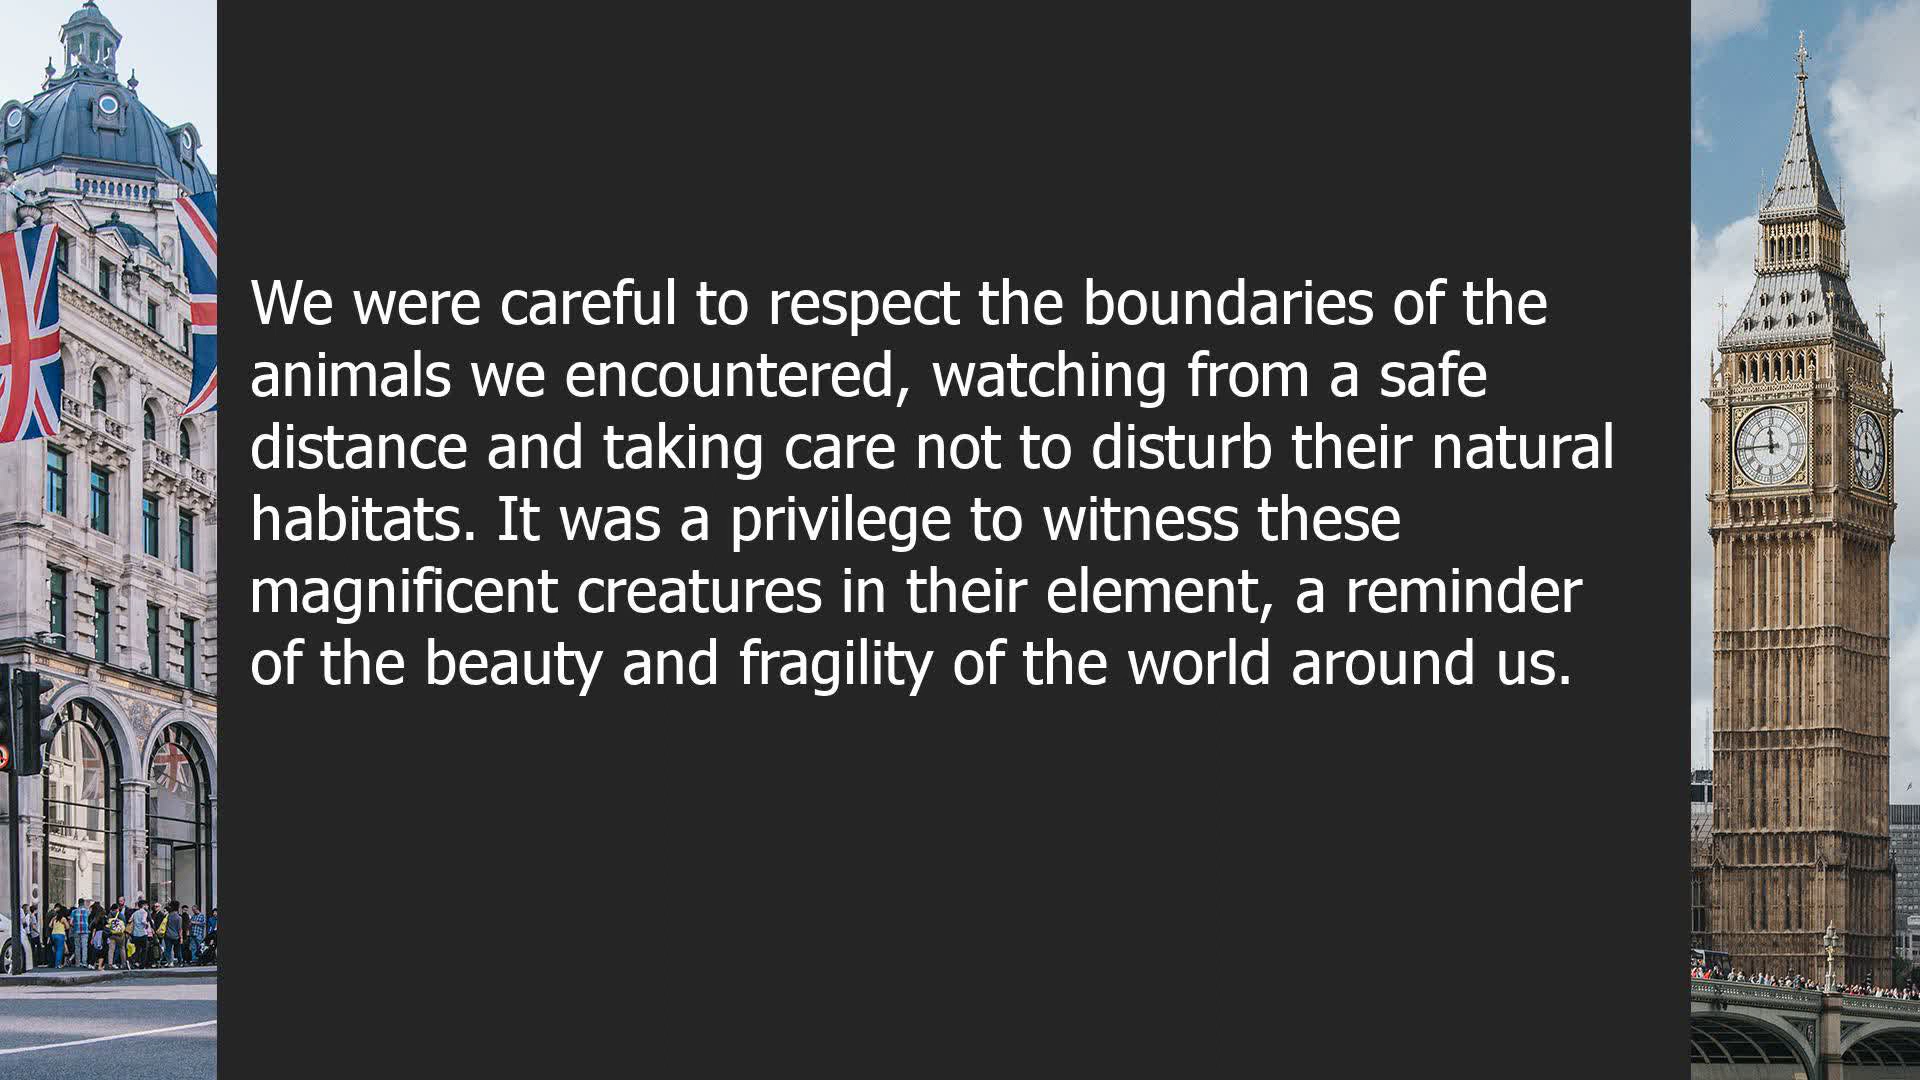 We were careful to respect the boundaries of the
animals we encountered, watching from a safe
distance and taking care not to disturb their natural
habitats. It was a privilege to witness these
magnificent creatures in their element, a reminder
of the beauty and fragility of the world around us.